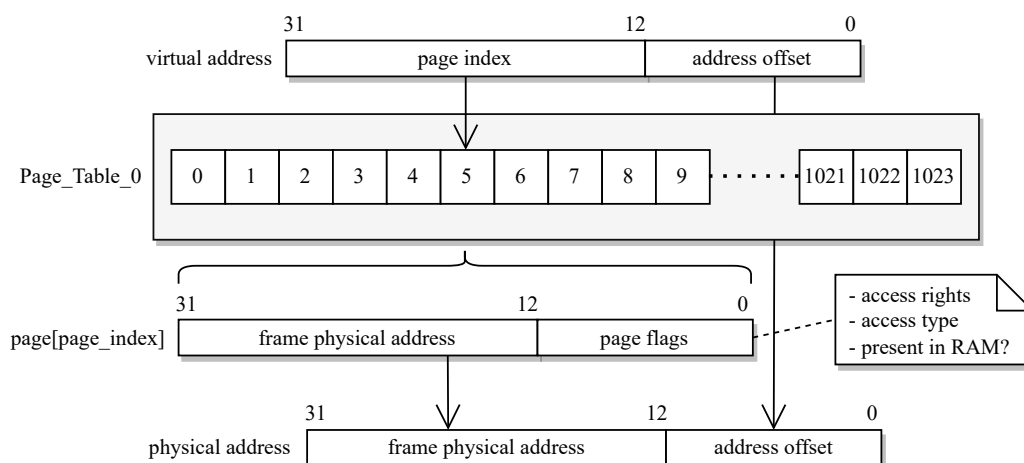 31 12 0
virtual address page index address offset
Page_Table_0 0 1 2 3 4 5 6 7 8 9 1021 1022 1023
31 12 0
page[page_index] frame physical address page flags
- access rights
- access type
- present in RAM?
31 12 0
physical address frame physical address address offset